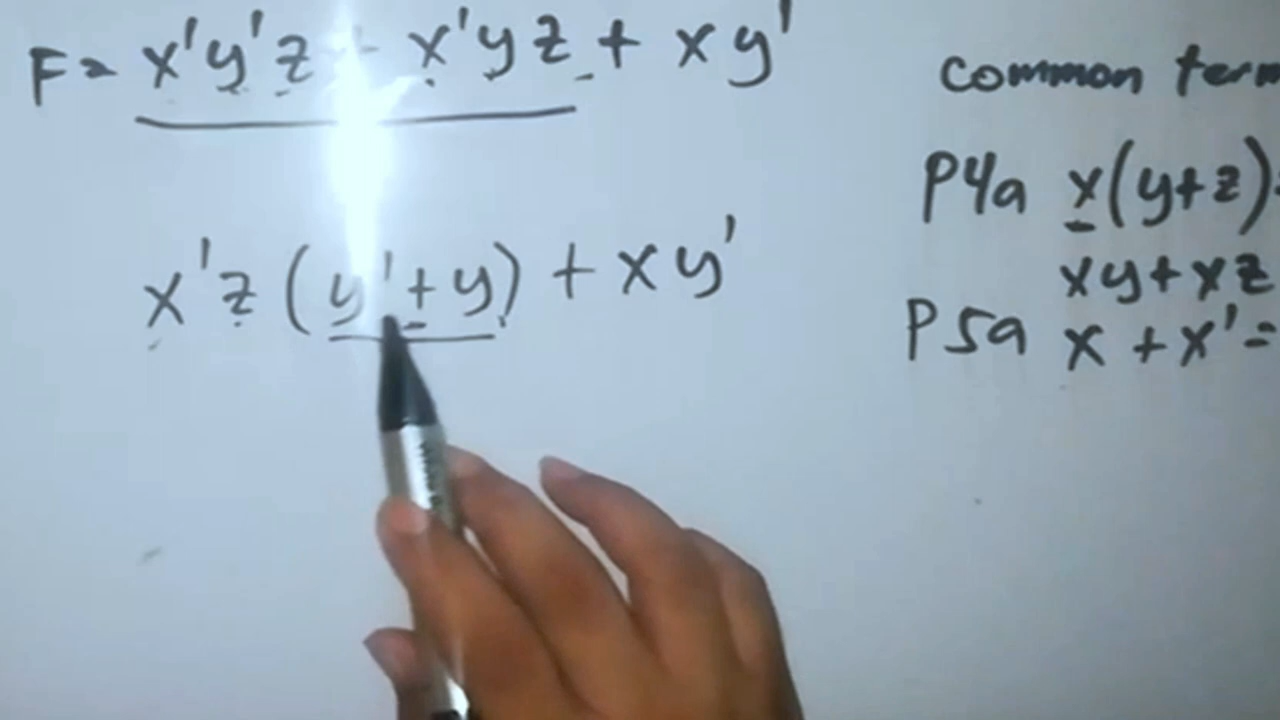 F = x'y'z + x'yz + xy'
x'z (y'+y) + xy'
common term
P4a x(y+z)=
xy+xz
P5a x + x' =